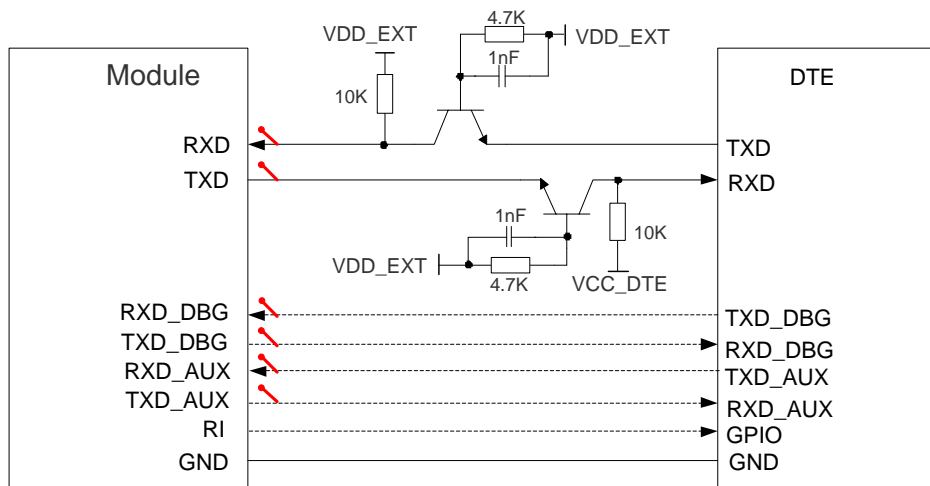 4.7K
VDD_EXT
VDD_EXT
1nF
Module
DTE
10K
RXD
TXD
TXD
RXD
1nF
10K
VDD_EXT
4.7K
VCC_DTE
RXD_DBG
TXD_DBG
TXD_DBG
RXD_DBG
RXD_AUX
TXD_AUX
TXD_AUX
RXD_AUX
RI
GPIO
GND
GND